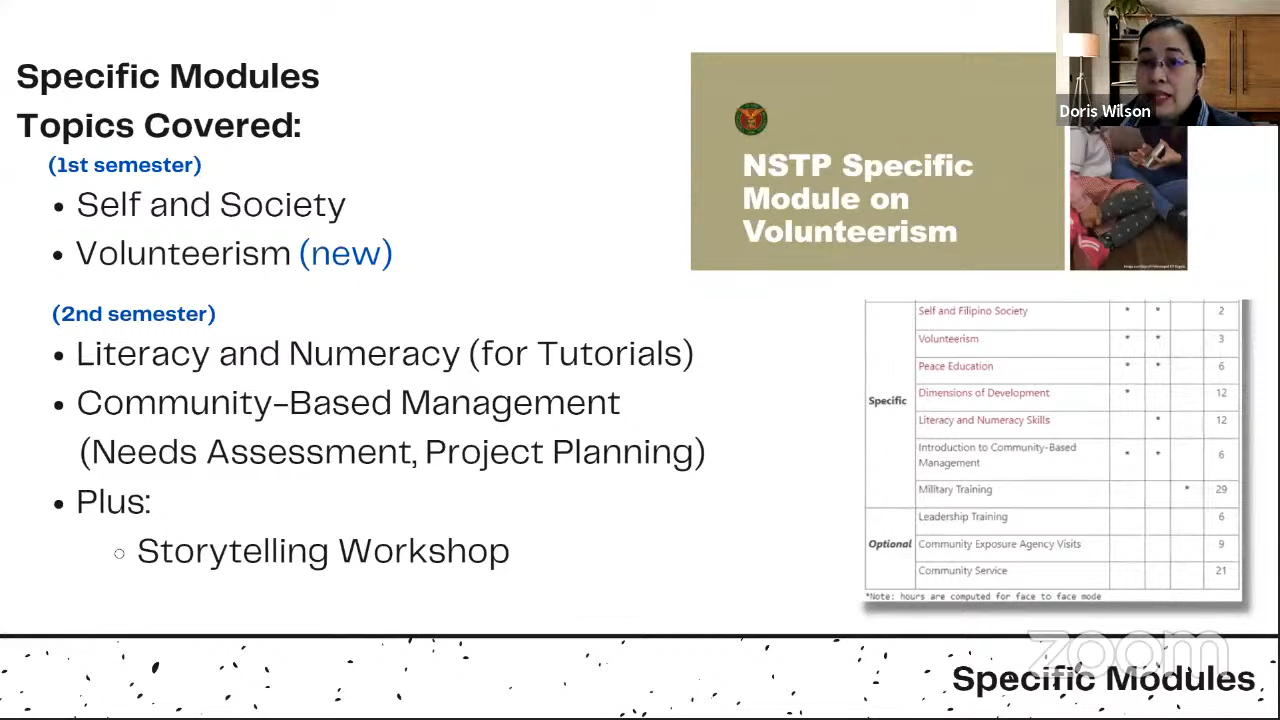 Specific Modules
Topics Covered:
(1st semester)
• Self and Society
• Volunteerism (new)
(2nd semester)
• Literacy and Numeracy (for Tutorials)
• Community-Based Management
(Needs Assessment, Project Planning)
• Plus:
○ Storytelling Workshop
NSTP Specific
Module on
Volunteerism
Doris Wilson
Specific
Self and Filipino Society * * 2
Volunteerism * * 3
Peace Education * * 6
Dimensions of Development * 12
Literacy and Numeracy Skills * 12
Introduction to Community-Based
Management * * 6
Military Training * 29
Optional
Leadership Training 6
Community Exposure Agency Visits 9
Community Service 21
*Note: hours are computed for face to face mode
zoom
Specific Modules